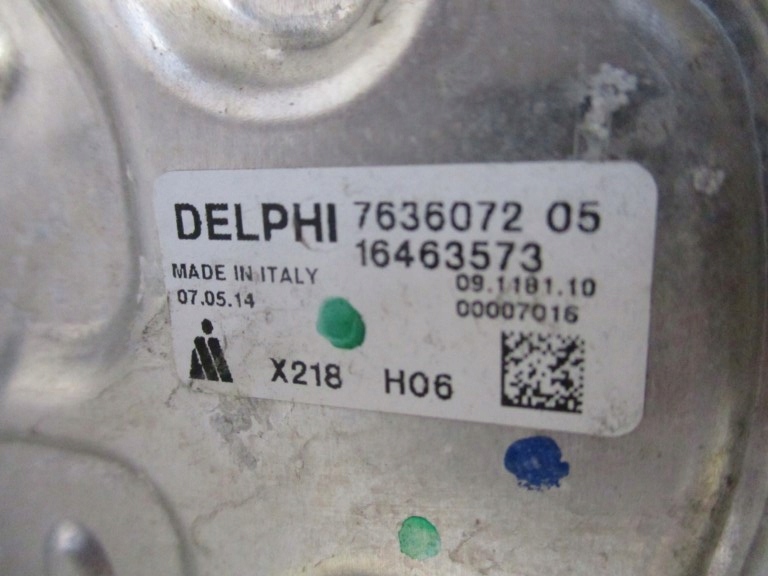 DELPHI 7636072 05
16463573
MADE IN ITALY 09.1181.10
07.05.14 00007016
X218 H06